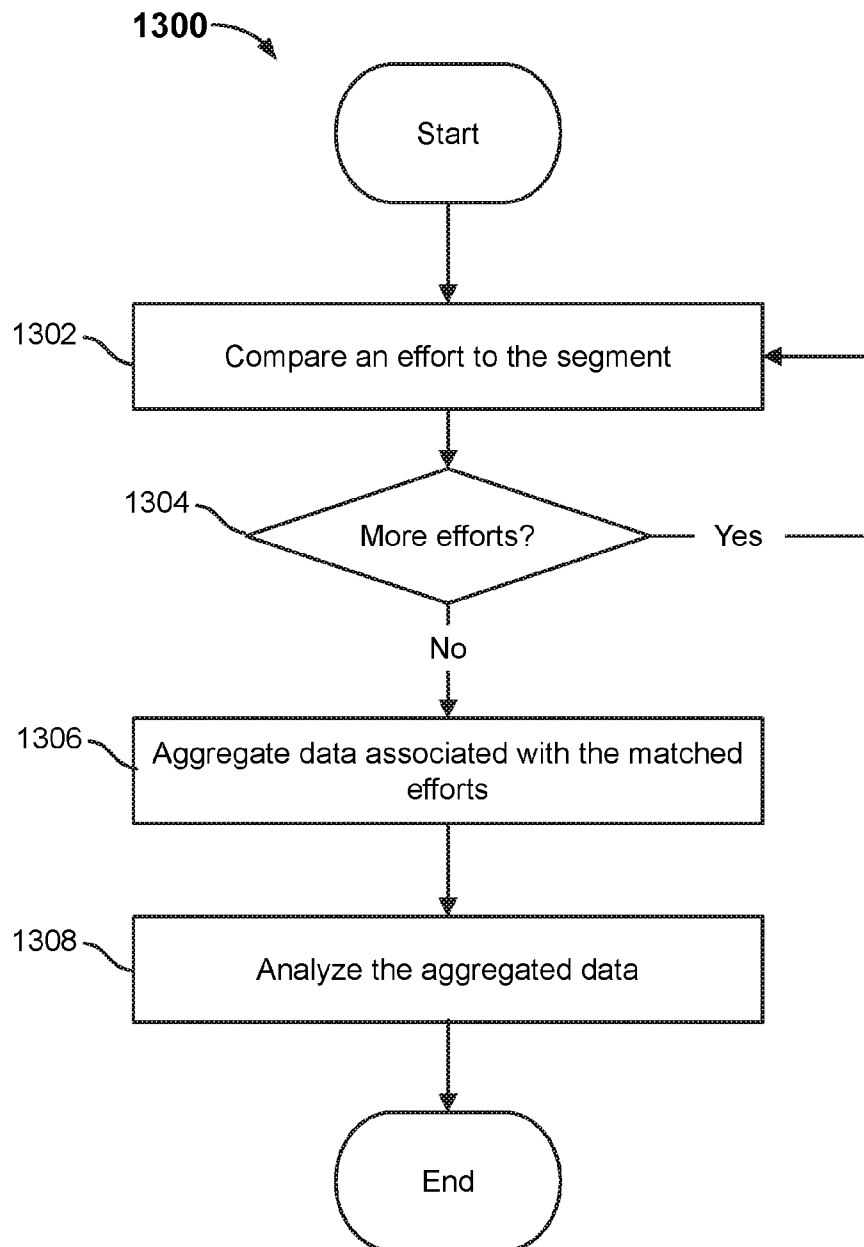 1300
Start
1302
Compare an effort to the segment
1304
More efforts?
Yes
No
1306
Aggregate data associated with the matched
efforts
1308
Analyze the aggregated data
End